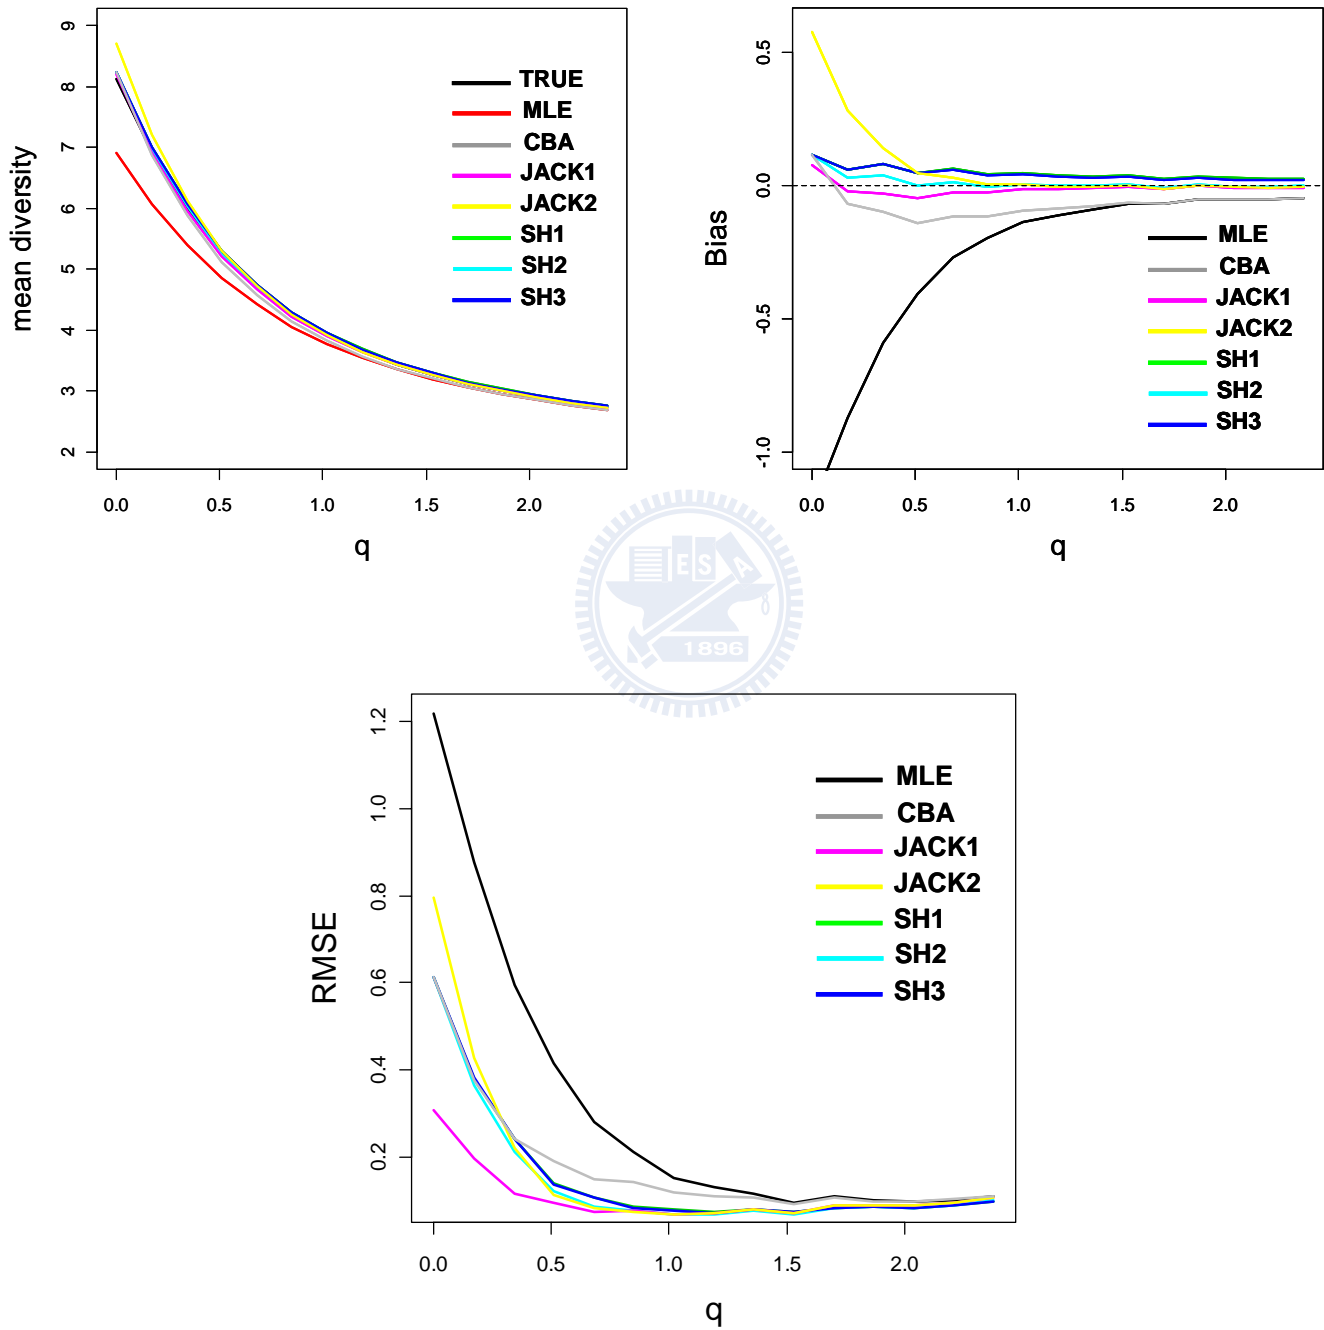 mean diversity
9
8
7
6
5
4
3
2
0.0 0.5 1.0 1.5 2.0
q
TRUE
MLE
CBA
JACK1
JACK2
SH1
SH2
SH3
Bias
0.5
0.0
-0.5
-1.0
0.0 0.5 1.0 1.5 2.0
q
MLE
CBA
JACK1
JACK2
SH1
SH2
SH3
E S A
1896
RMSE
1.2
1.0
0.8
0.6
0.4
0.2
0.0 0.5 1.0 1.5 2.0
q
MLE
CBA
JACK1
JACK2
SH1
SH2
SH3